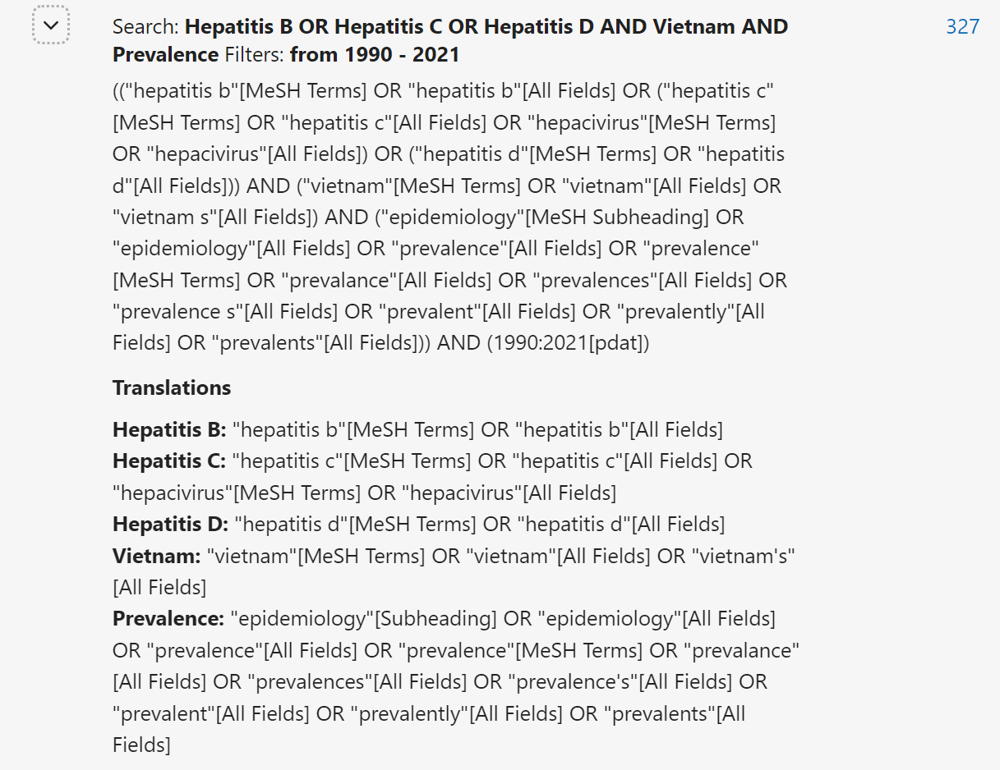 Search: Hepatitis B OR Hepatitis C OR Hepatitis D AND Vietnam AND
327
Prevalence Filters: from 1990 - 2021
(("hepatitis b"[MeSH Terms] OR "hepatitis b"[All Fields] OR ("hepatitis c"
[MeSH Terms] OR "hepatitis c"[All Fields] OR "hepacivirus"[MeSH Terms]
OR "hepacivirus"[All Fields]) OR ("hepatitis d"[MeSH Terms] OR "hepatitis
d"[All Fields])) AND ("vietnam"[MeSH Terms] OR "vietnam"[All Fields] OR
"vietnam s"[All Fields]) AND ("epidemiology"[MeSH Subheading] OR
"epidemiology"[All Fields] OR "prevalence"[All Fields] OR "prevalence"
[MeSH Terms] OR "prevalance"[All Fields] OR "prevalences"[All Fields] OR
"prevalence s"[All Fields] OR "prevalent"[All Fields] OR "prevalently"[All
Fields] OR "prevalents"[All Fields])) AND (1990:2021[pdat])
Translations
Hepatitis B: "hepatitis b"[MeSH Terms] OR "hepatitis b"[All Fields]
Hepatitis C: "hepatitis c"[MeSH Terms] OR "hepatitis c"[All Fields] OR
"hepacivirus"[MeSH Terms] OR "hepacivirus"[All Fields]
Hepatitis D: "hepatitis d"[MeSH Terms] OR "hepatitis d"[All Fields]
Vietnam: "vietnam"[MeSH Terms] OR "vietnam"[All Fields] OR "vietnam's"
[All Fields]
Prevalence: "epidemiology"[Subheading] OR "epidemiology"[All Fields]
OR "prevalence"[All Fields] OR "prevalence"[MeSH Terms] OR "prevalance"
[All Fields] OR "prevalences"[All Fields] OR "prevalence's"[All Fields] OR
"prevalent"[All Fields] OR "prevalently"[All Fields] OR "prevalents"[All
Fields]